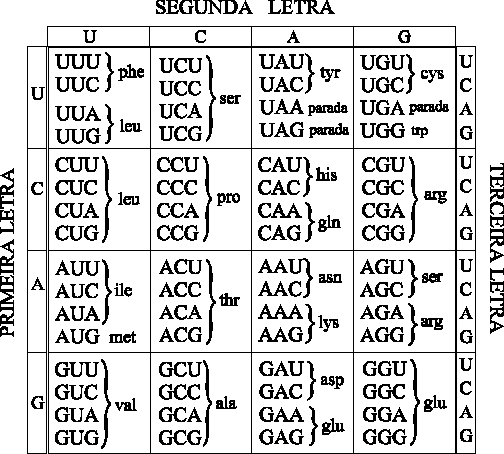 SEGUNDA LETRA
U C A G
PRIMEIRA LETRA
TERCEIRA LETRA
U
UUU UCU UAU UGU U
UUC phe UCC UAC tyr UGC cys C
UUA UCA ser UAA parada UGA parada A
UUG leu UCG UAG parada UGG trp G
C
CUU CCU CAU CGU U
CUC CCC CAC his CGC C
CUA leu CCA pro CAA CGA arg A
CUG CCG CAG gln CGG G
A
AUU ACU AAU AGU U
AUC ile ACC AAC asn AGC ser C
AUA ACA thr AAA AGA A
AUG met ACG AAG lys AGG arg G
G
GUU GCU GAU GGU U
GUC GCC GAC asp GGC C
GUA val GCA ala GAA GGA glu A
GUG GCG GAG glu GGG G